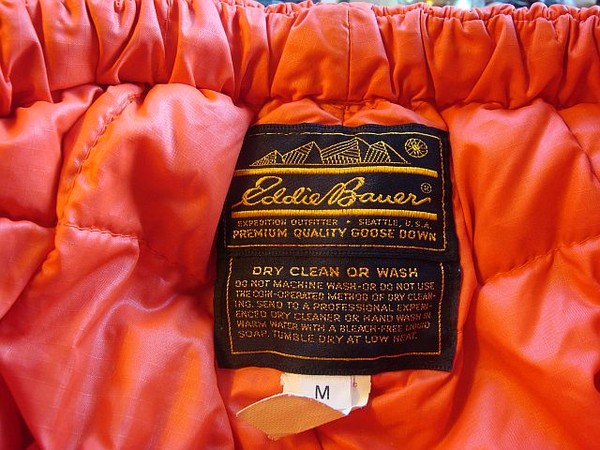 Eddie Bauer®
EXPEDITION OUTFITTER • SEATTLE, U.S.A.
PREMIUM QUALITY GOOSE DOWN
DRY CLEAN OR WASH
DO NOT MACHINE WASH-OR DO NOT USE
THE COIN-OPERATED METHOD OF DRY CLEAN-
ING. SEND TO A PROFESSIONAL EXPERI-
ENCED DRY CLEANER OR HAND WASH IN
WARM WATER WITH A BLEACH-FREE LIQUID
SOAP. TUMBLE DRY AT LOW HEAT.
M